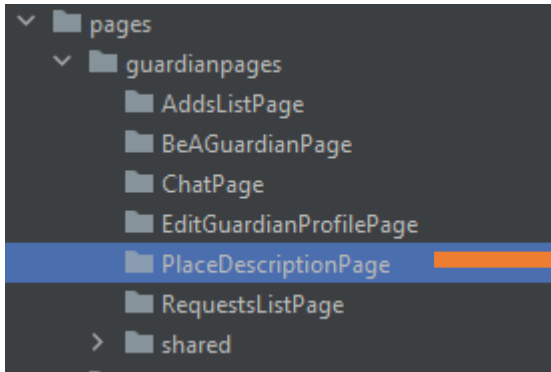 pages
guardianpages
AddsListPage
BeAGuardianPage
ChatPage
EditGuardianProfilePage
PlaceDescriptionPage
RequestsListPage
shared